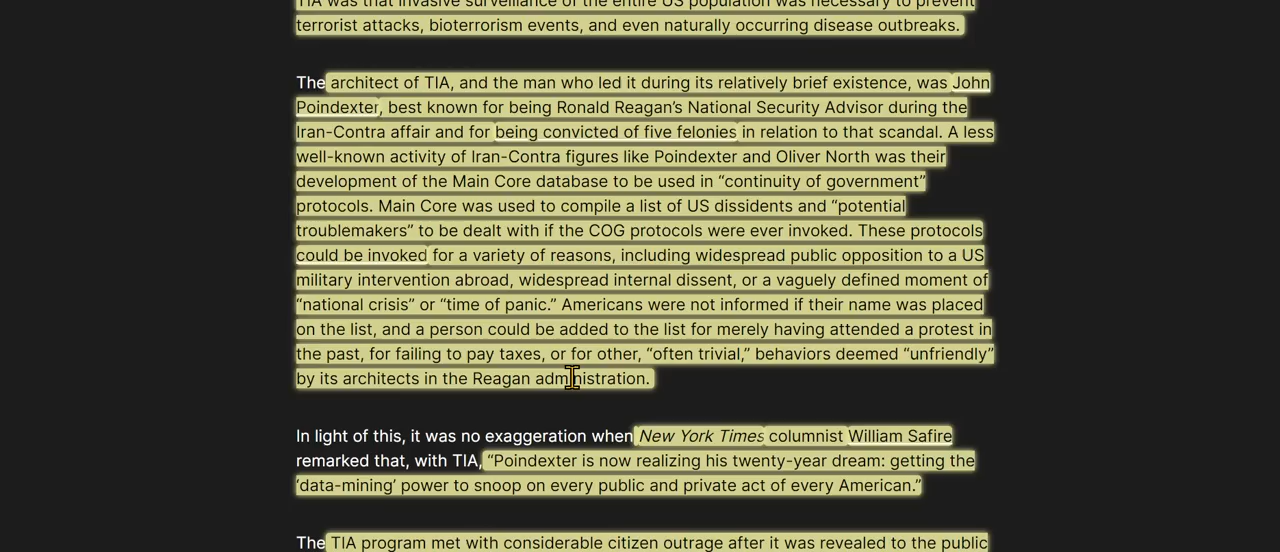 TIA was that invasive surveillance of the entire US population was necessary to prevent
terrorist attacks, bioterrorism events, and even naturally occurring disease outbreaks.
The architect of TIA, and the man who led it during its relatively brief existence, was John
Poindexter, best known for being Ronald Reagan’s National Security Advisor during the
Iran-Contra affair and for being convicted of five felonies in relation to that scandal. A less
well-known activity of Iran-Contra figures like Poindexter and Oliver North was their
development of the Main Core database to be used in “continuity of government”
protocols. Main Core was used to compile a list of US dissidents and “potential
troublemakers” to be dealt with if the COG protocols were ever invoked. These protocols
could be invoked for a variety of reasons, including widespread public opposition to a US
military intervention abroad, widespread internal dissent, or a vaguely defined moment of
“national crisis” or “time of panic.” Americans were not informed if their name was placed
on the list, and a person could be added to the list for merely having attended a protest in
the past, for failing to pay taxes, or for other, “often trivial,” behaviors deemed “unfriendly”
by its architects in the Reagan administration.
In light of this, it was no exaggeration when New York Times columnist William Safire
remarked that, with TIA, “Poindexter is now realizing his twenty-year dream: getting the
‘data-mining’ power to snoop on every public and private act of every American.”
The TIA program met with considerable citizen outrage after it was revealed to the public